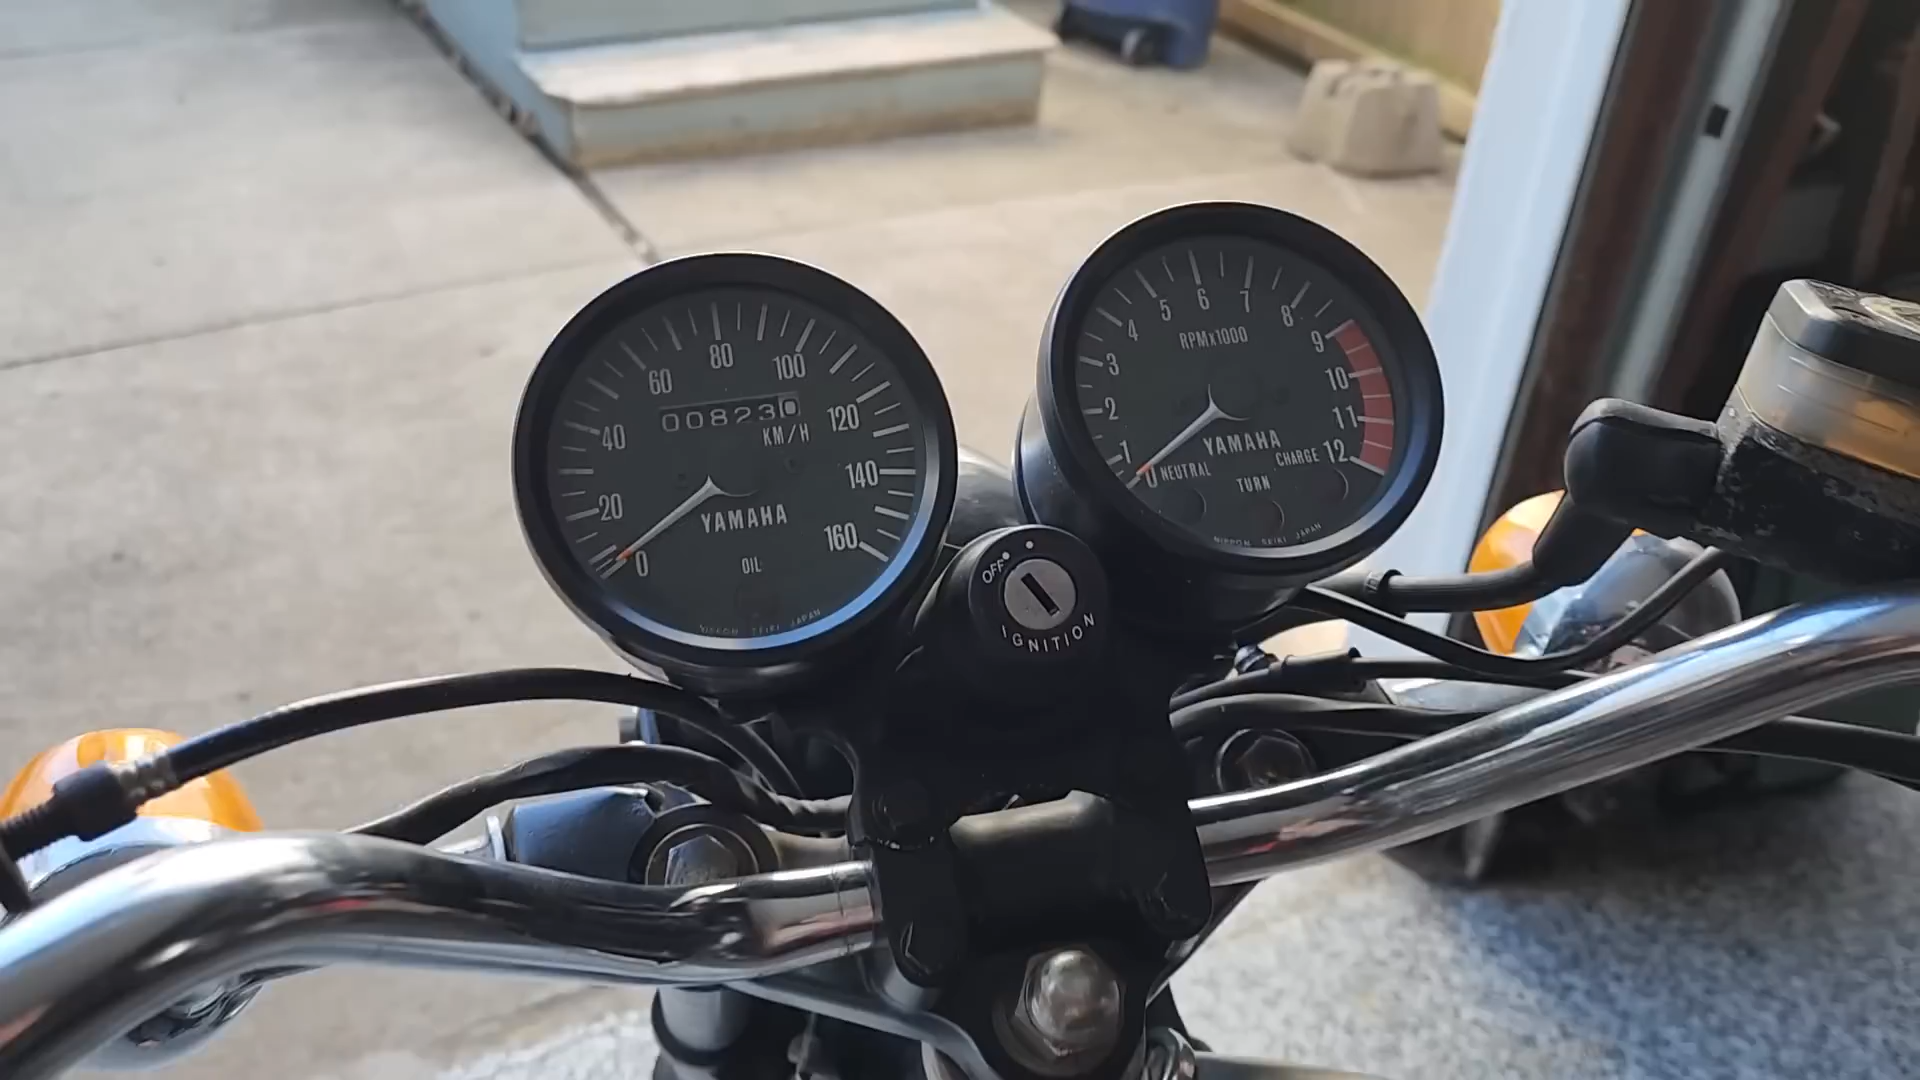 80
60
100
008230
KM/H
120
40
140
20
YAMAHA
160
0
OIL
NIPPON SEIKI JAPAN
6
5
7
4
8
RPMx1000
9
3
10
2
11
YAMAHA
1
CHARGE
12
0
NEUTRAL
TURN
NIPPON SEIKI JAPAN
OFF
IGNITION